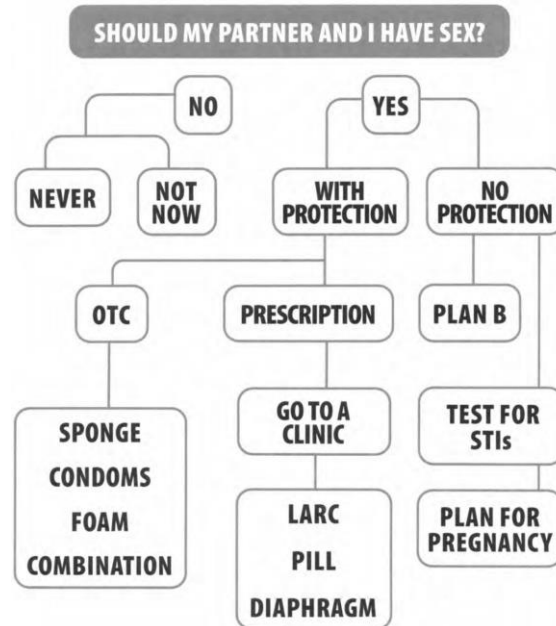 SHOULD MY PARTNER AND I HAVE SEX?
NO
YES
NEVER
NOT
NOW
WITH
PROTECTION
NO
PROTECTION
OTC
PRESCRIPTION
PLAN B
GO TO A
CLINIC
TEST FOR
STIs
SPONGE
CONDOMS
FOAM
COMBINATION
LARC
PILL
DIAPHRAGM
PLAN FOR
PREGNANCY